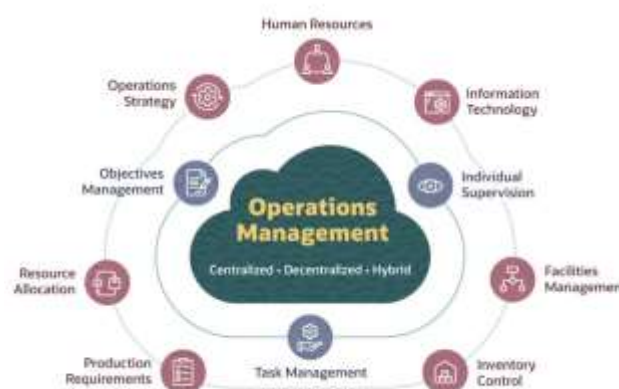 Human Resources
Operations
Strategy
Information
Technology
Objectives
Management
Individual
Supervision
Operations
Management
Centralized • Decentralized • Hybrid
Resource
Allocation
Facilities
Management
Production
Requirements
Task Management
Inventory
Control